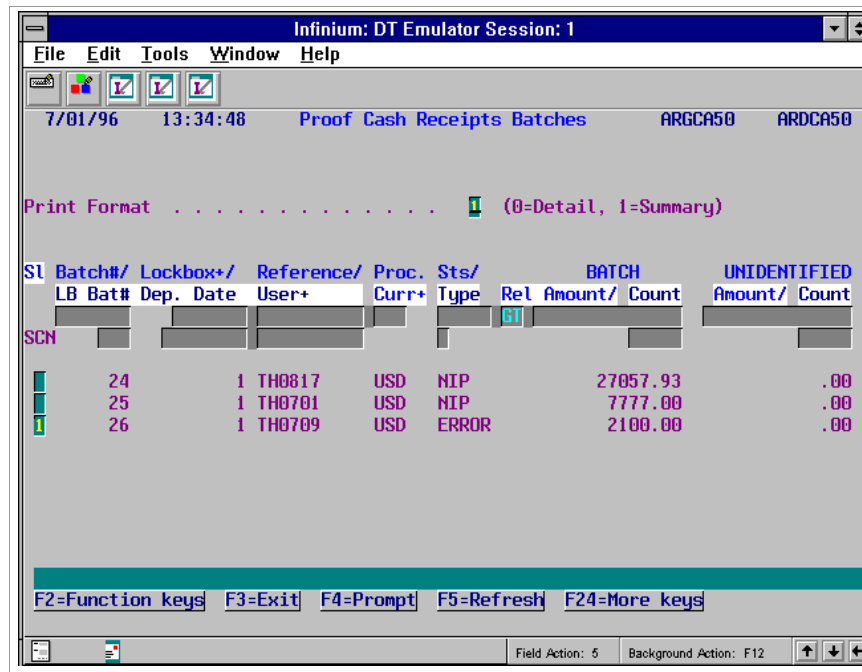 Infinium: DT Emulator Session: 1
File Edit Tools Window Help
7/01/96 13:34:48 Proof Cash Receipts Batches ARGCA50 ARDCA50
Print Format . . . . . . . . . . . . . 1 (0=Detail, 1=Summary)
Sl Batch#/ Lockbox+/ Reference/ Proc. Sts/ BATCH UNIDENTIFIED
LB Bat# Dep. Date User+ Curr+ Type Rel Amount/ Count Amount/ Count
GT
SCN
24 1 TH0817 USD NIP 27057.93 .00
25 1 TH0701 USD NIP 7777.00 .00
1 26 1 TH0709 USD ERROR 2100.00 .00
F2=Function keys F3=Exit F4=Prompt F5=Refresh F24=More keys
Field Action: 5 Background Action: F12